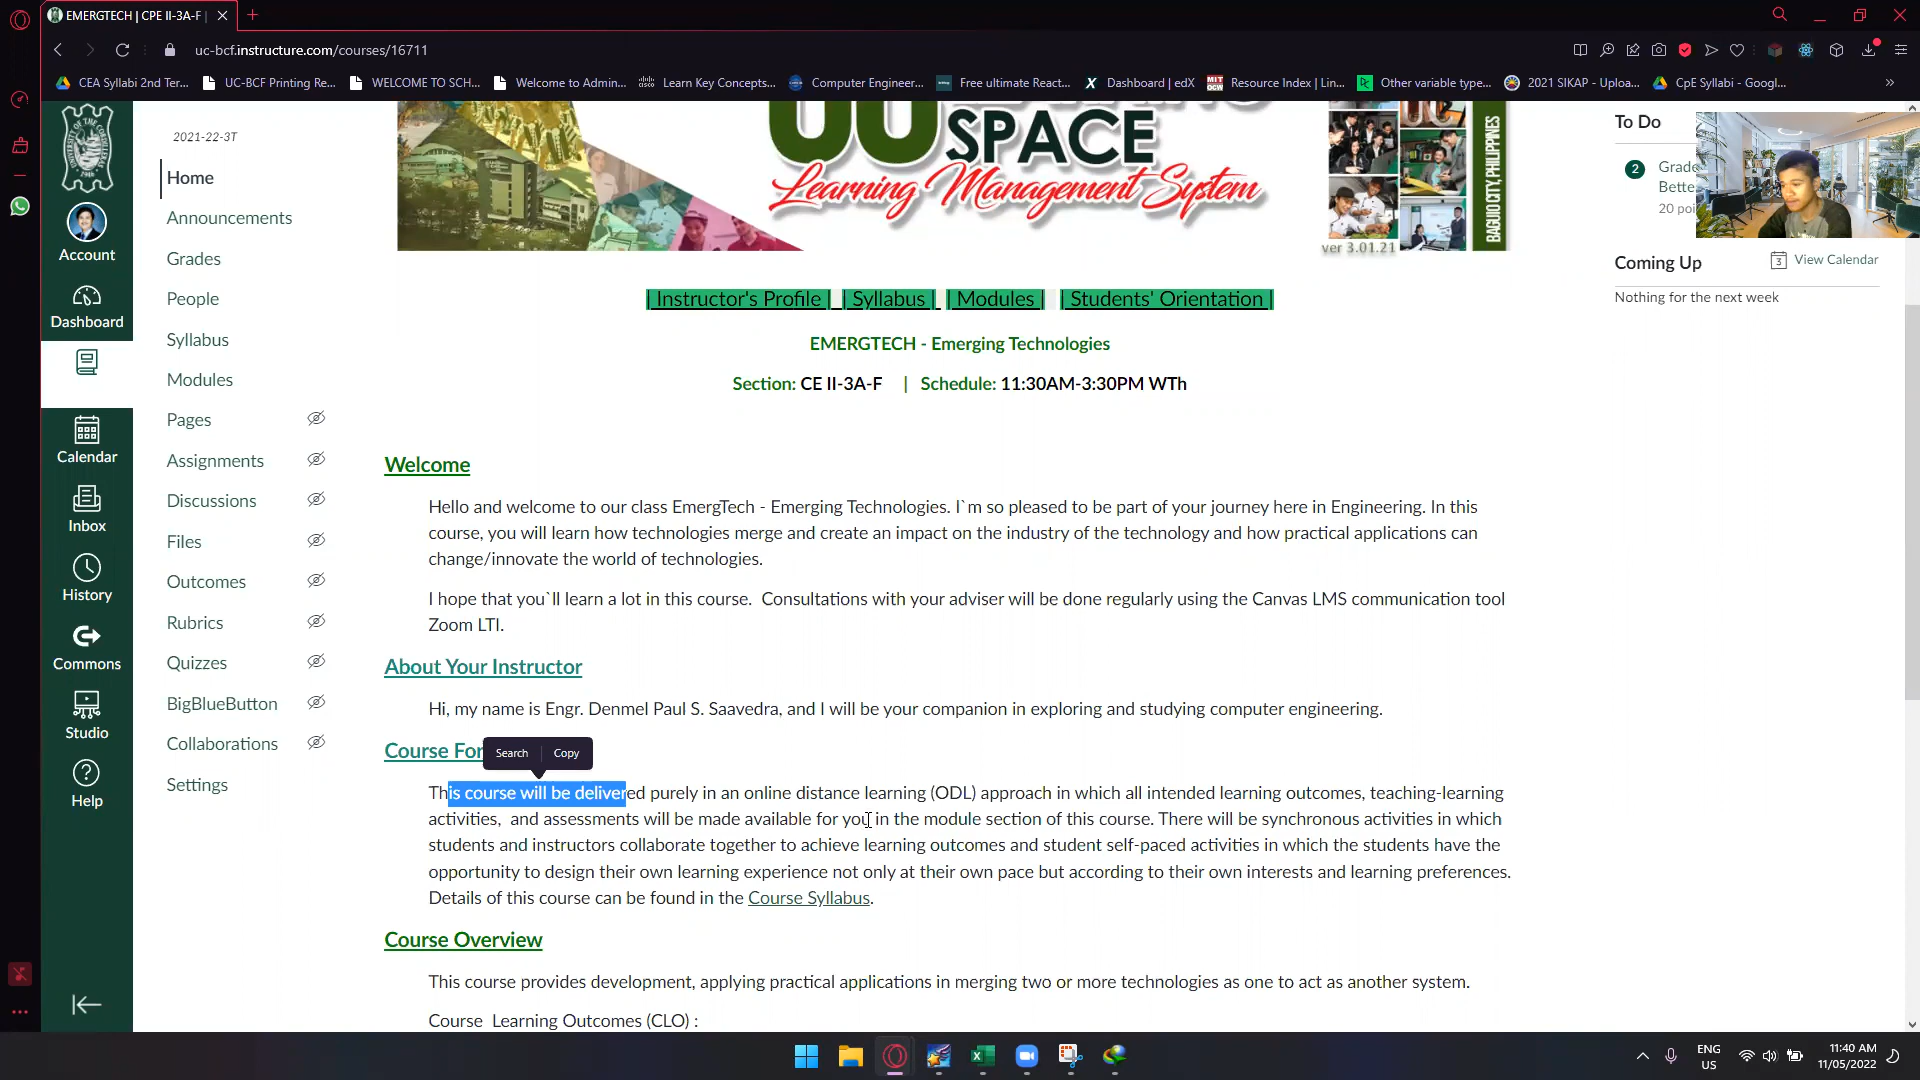 EMERGTECH | CPE II-3A-F |
uc-bcf.instructure.com/courses/16711
CEA Syllabi 2nd Ter...
UC-BCF Printing Re...
WELCOME TO SCH...
Welcome to Admin...
Learn Key Concepts...
Computer Engineer...
Free ultimate React...
Dashboard | edX
Resource Index | Lin...
Other variable type...
2021 SIKAP - Uploa...
CpE Syllabi - Googl...
»
Account
Dashboard
Calendar
Inbox
History
Commons
Studio
Help
2021-22-3T
Home
Announcements
Grades
People
Syllabus
Modules
Pages
Assignments
Discussions
Files
Outcomes
Rubrics
Quizzes
BigBlueButton
Collaborations
Settings
SPACE
Learning Management System
BAGUIO CITY, PHILIPPINES
ver 3.01.21
| Instructor's Profile | | Syllabus | | Modules | | Students' Orientation |
EMERGTECH - Emerging Technologies
Section: CE II-3A-F | Schedule: 11:30AM-3:30PM WTh
Welcome
Hello and welcome to our class EmergTech - Emerging Technologies. I`m so pleased to be part of your journey here in Engineering. In this
course, you will learn how technologies merge and create an impact on the industry of the technology and how practical applications can
change/innovate the world of technologies.
I hope that you`ll learn a lot in this course. Consultations with your adviser will be done regularly using the Canvas LMS communication tool
Zoom LTI.
About Your Instructor
Hi, my name is Engr. Denmel Paul S. Saavedra, and I will be your companion in exploring and studying computer engineering.
Course For
Search Copy
This course will be delivered purely in an online distance learning (ODL) approach in which all intended learning outcomes, teaching-learning
activities, and assessments will be made available for you in the module section of this course. There will be synchronous activities in which
students and instructors collaborate together to achieve learning outcomes and student self-paced activities in which the students have the
opportunity to design their own learning experience not only at their own pace but according to their own interests and learning preferences.
Details of this course can be found in the Course Syllabus.
Course Overview
This course provides development, applying practical applications in merging two or more technologies as one to act as another system.
Course Learning Outcomes (CLO) :
To Do
2
Grade
Bette
20 poi
Coming Up
3 View Calendar
Nothing for the next week
ENG
US
11:40 AM
11/05/2022